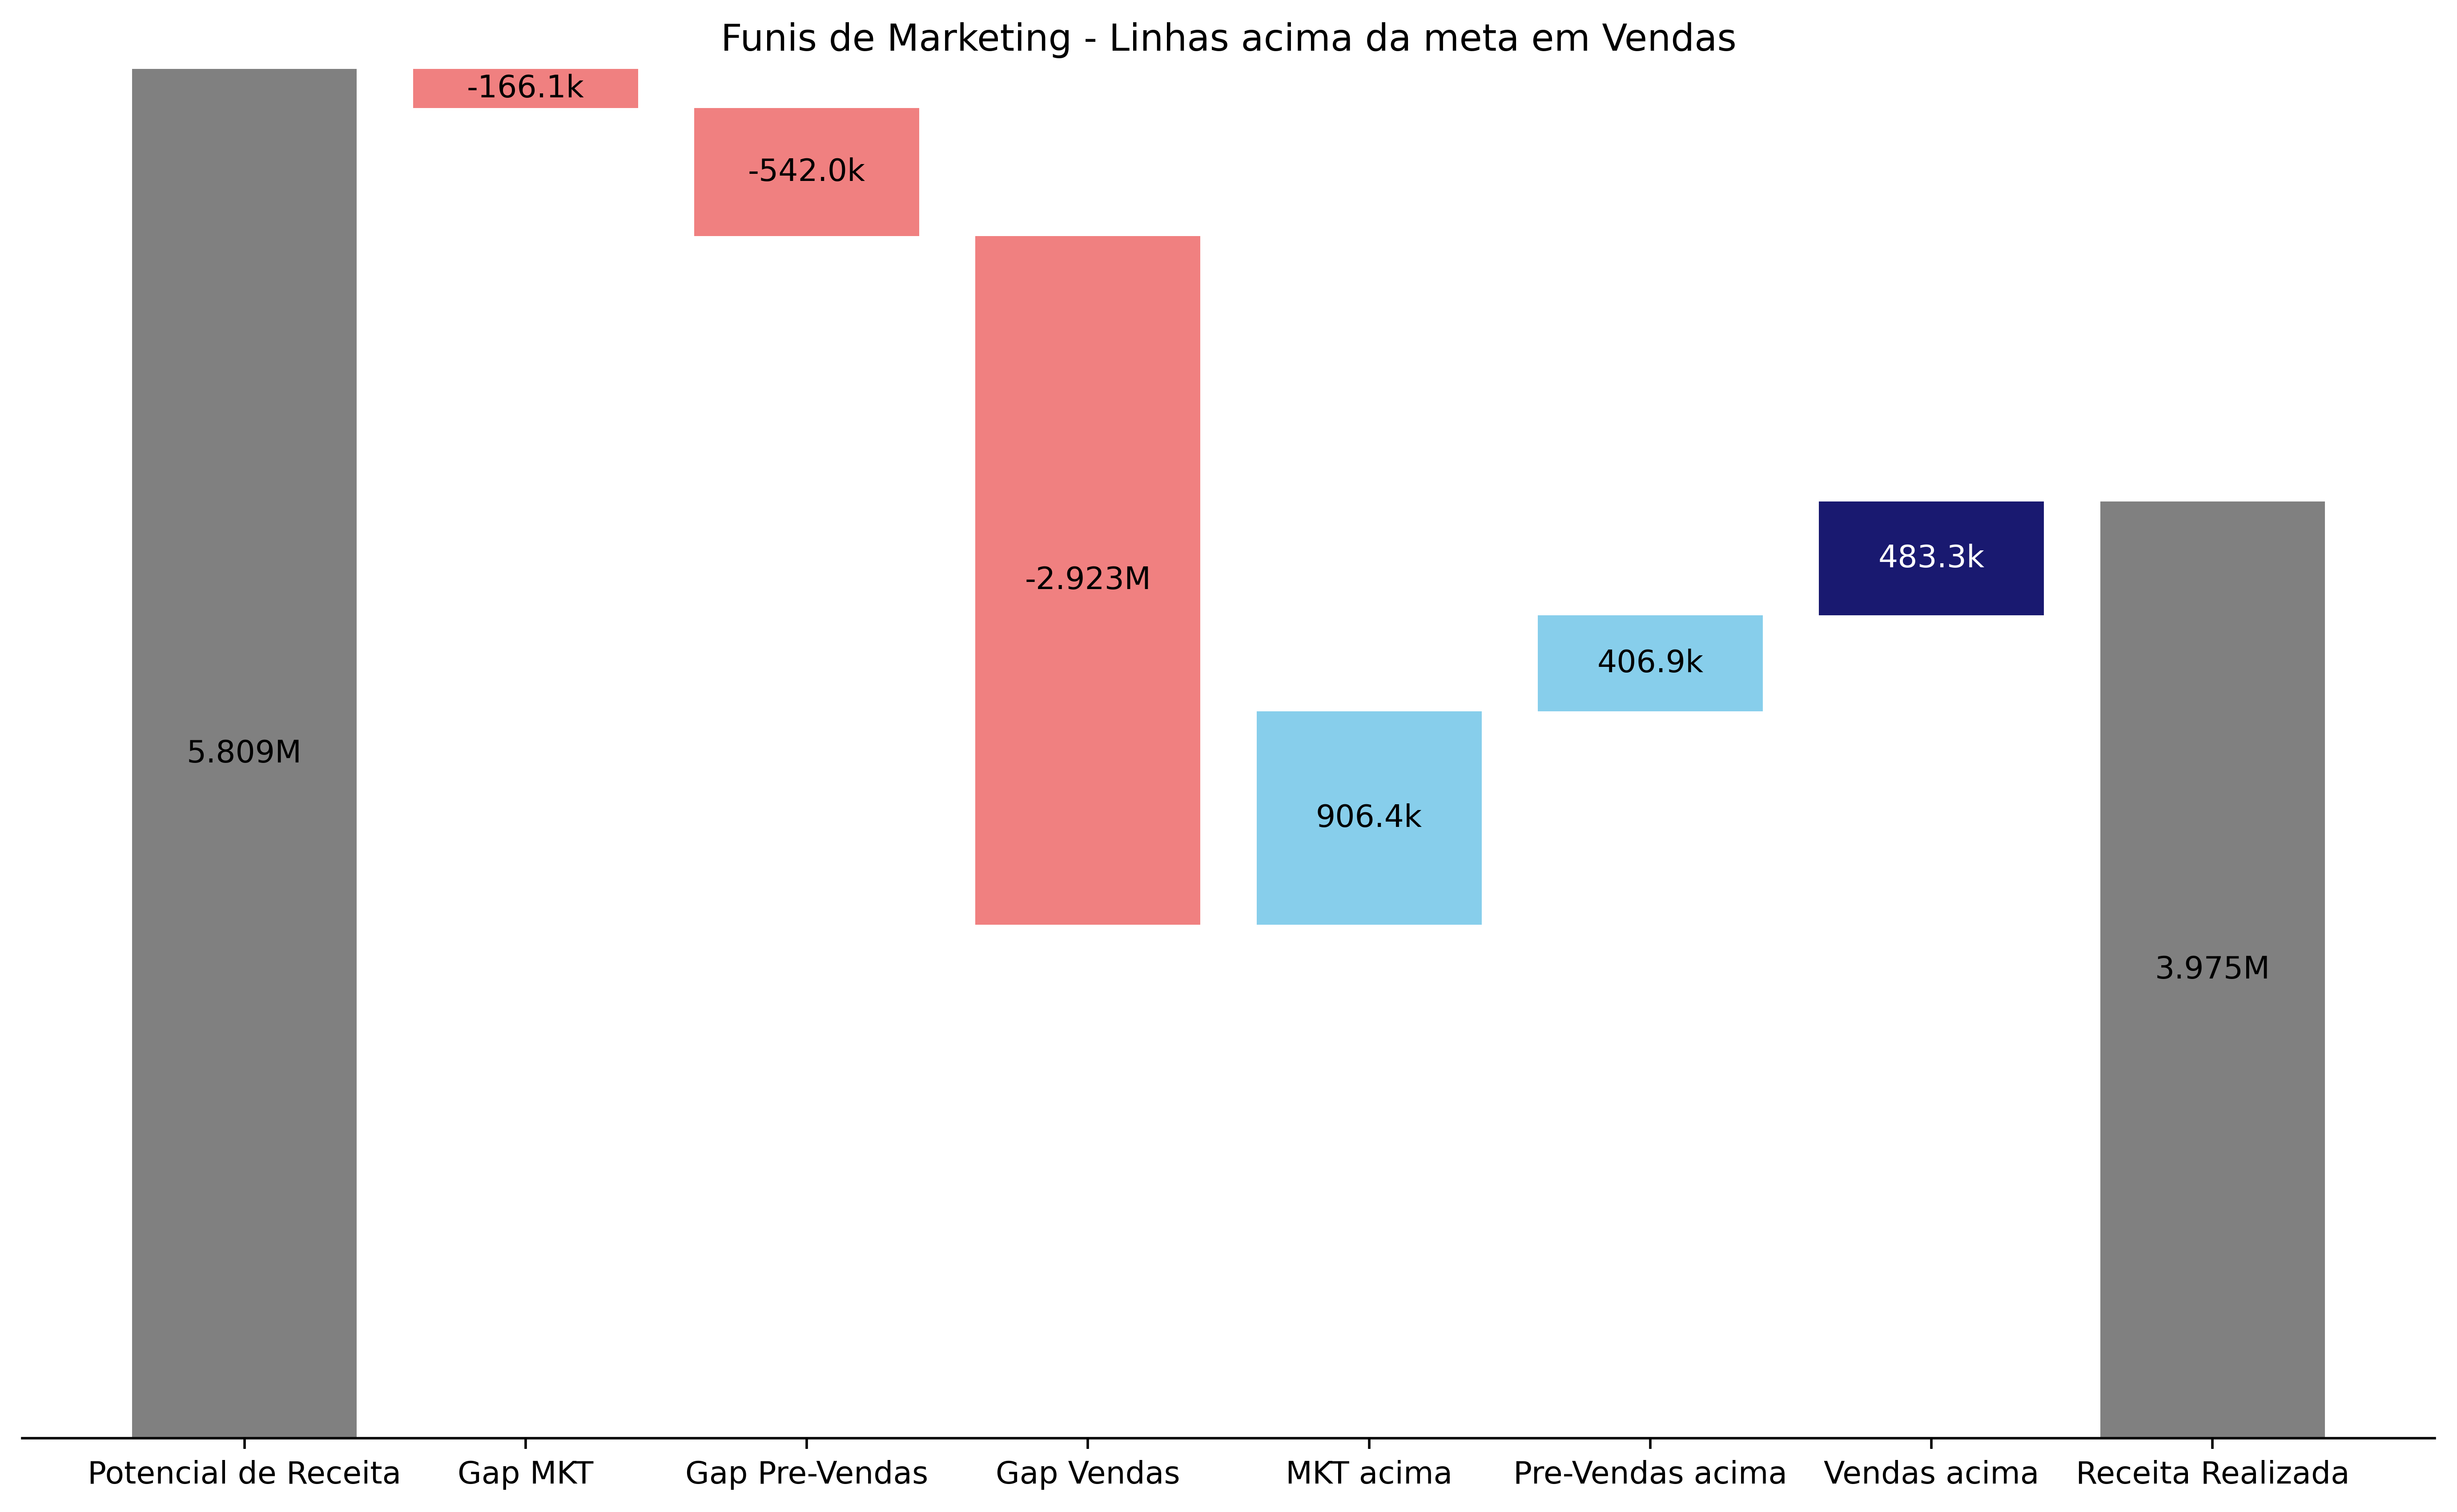 Funis de Marketing - Linhas acima da meta em Vendas
-166.1k
-542.0k
-2.923M
483.3k
406.9k
5.809M
906.4k
3.975M
Potencial de Receita
Gap MKT
Gap Pre-Vendas
Gap Vendas
MKT acima
Pre-Vendas acima
Vendas acima
Receita Realizada